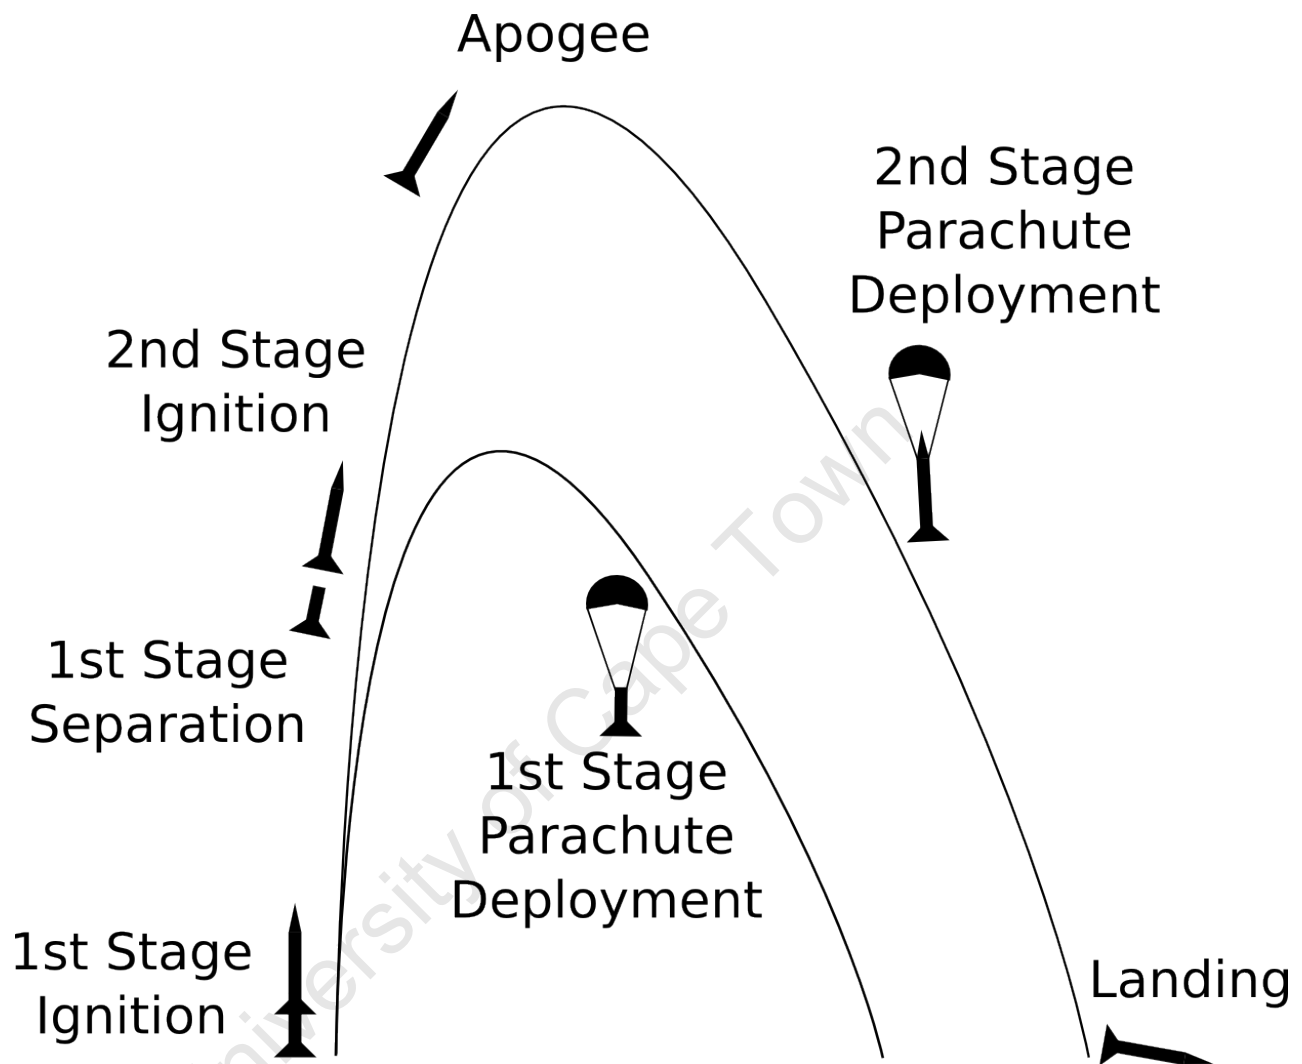 Apogee
2nd Stage
Parachute
Deployment
2nd Stage
Ignition
1st Stage
Separation
1st Stage
Parachute
Deployment
1st Stage
Ignition
Landing
niversity of Cape Town